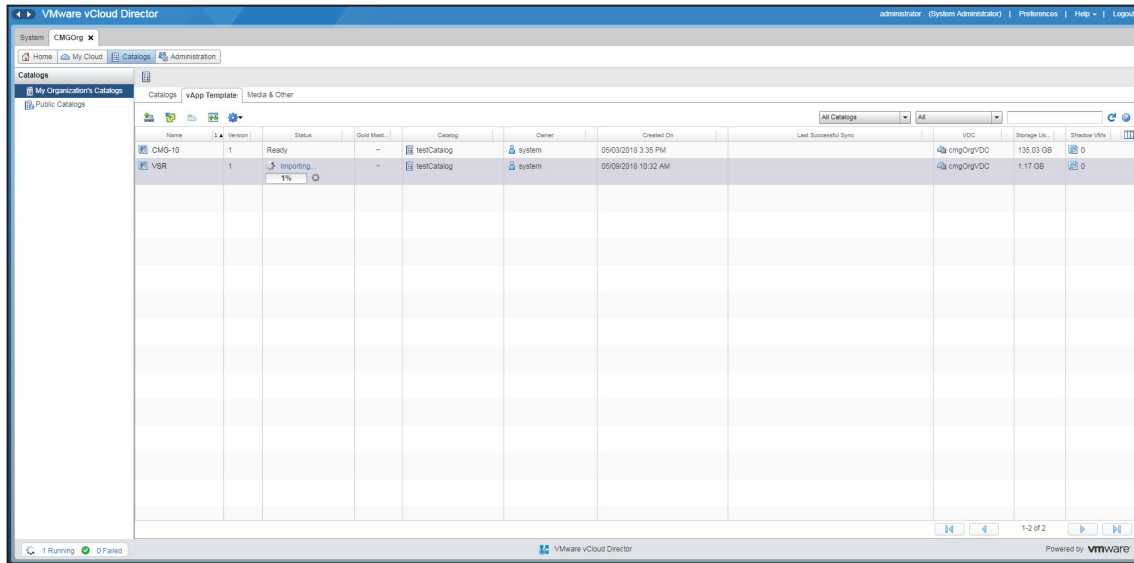 VMware vCloud Director
administrator (System Administrator) | Preferences | Help | Logout
System CMGOrg x
Home My Cloud Catalogs Administration
Catalogs
My Organization's Catalogs
Public Catalogs
Catalogs vApp Template Media & Other
All Catalogs All
Name 1 Version Status Gold Mast... Catalog Owner Created On Last Successful Sync VDC Storage Us... Shadow VMs
CMG-10 1 Ready – testCatalog system 05/03/2018 3:35 PM cmgOrgVDC 135.03 GB 0
VSR 1 Importing... – testCatalog system 05/09/2018 10:32 AM cmgOrgVDC 1.17 GB 0
1%
1-2 of 2
1 Running 0 Failed
VMware vCloud Director
Powered by vmware